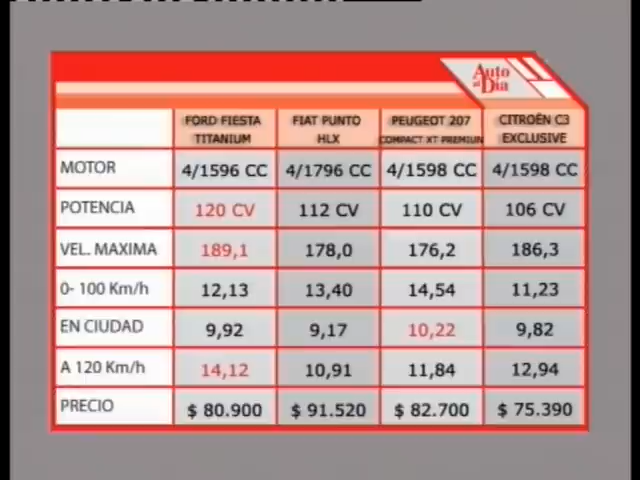 Auto
al
Dia
FORD FIESTA TITANIUM FIAT PUNTO HLX PEUGEOT 207 COMPACT XT PREMIUN CITROËN C3 EXCLUSIVE
MOTOR 4/1596 CC 4/1796 CC 4/1598 CC 4/1598 CC
POTENCIA 120 CV 112 CV 110 CV 106 CV
VEL. MAXIMA 189,1 178,0 176,2 186,3
0- 100 Km/h 12,13 13,40 14,54 11,23
EN CIUDAD 9,92 9,17 10,22 9,82
A 120 Km/h 14,12 10,91 11,84 12,94
PRECIO $ 80.900 $ 91.520 $ 82.700 $ 75.390